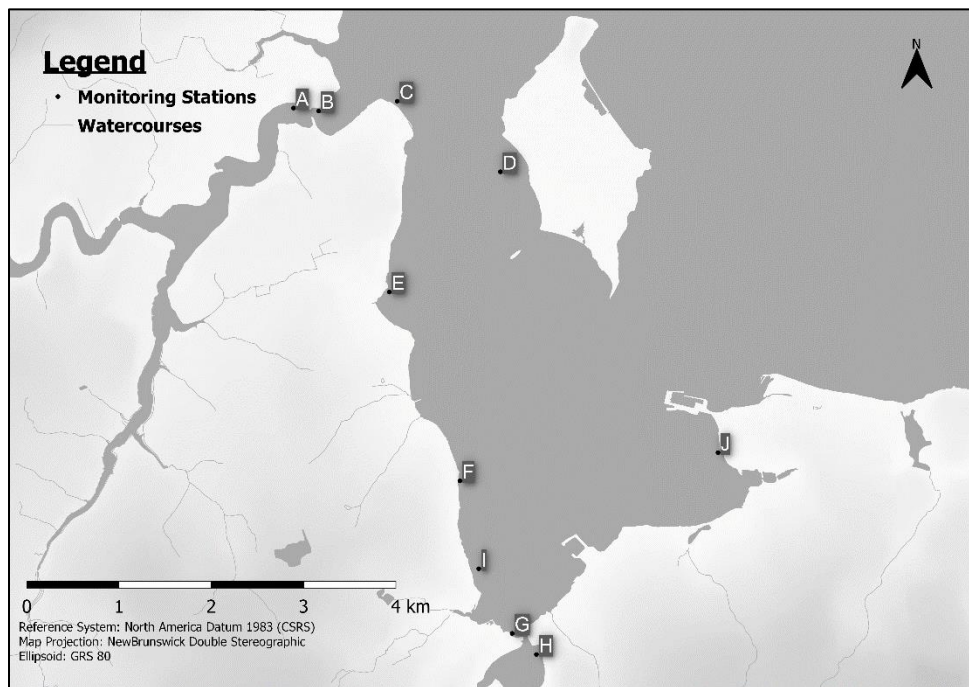 N
Legend
Monitoring Stations
Watercourses
A
B
C
D
E
F
J
I
G
H
0 1 2 3 4 km
Reference System: North America Datum 1983 (CSRS)
Map Projection: NewBrunswick Double Stereographic
Ellipsoid: GRS 80